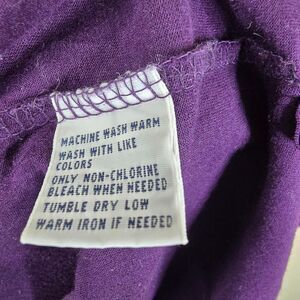 MACHINE WASH WARM
WASH WITH LIKE
COLORS
ONLY NON-CHLORINE
BLEACH WHEN NEEDED
TUMBLE DRY LOW
WARM IRON IF NEEDED